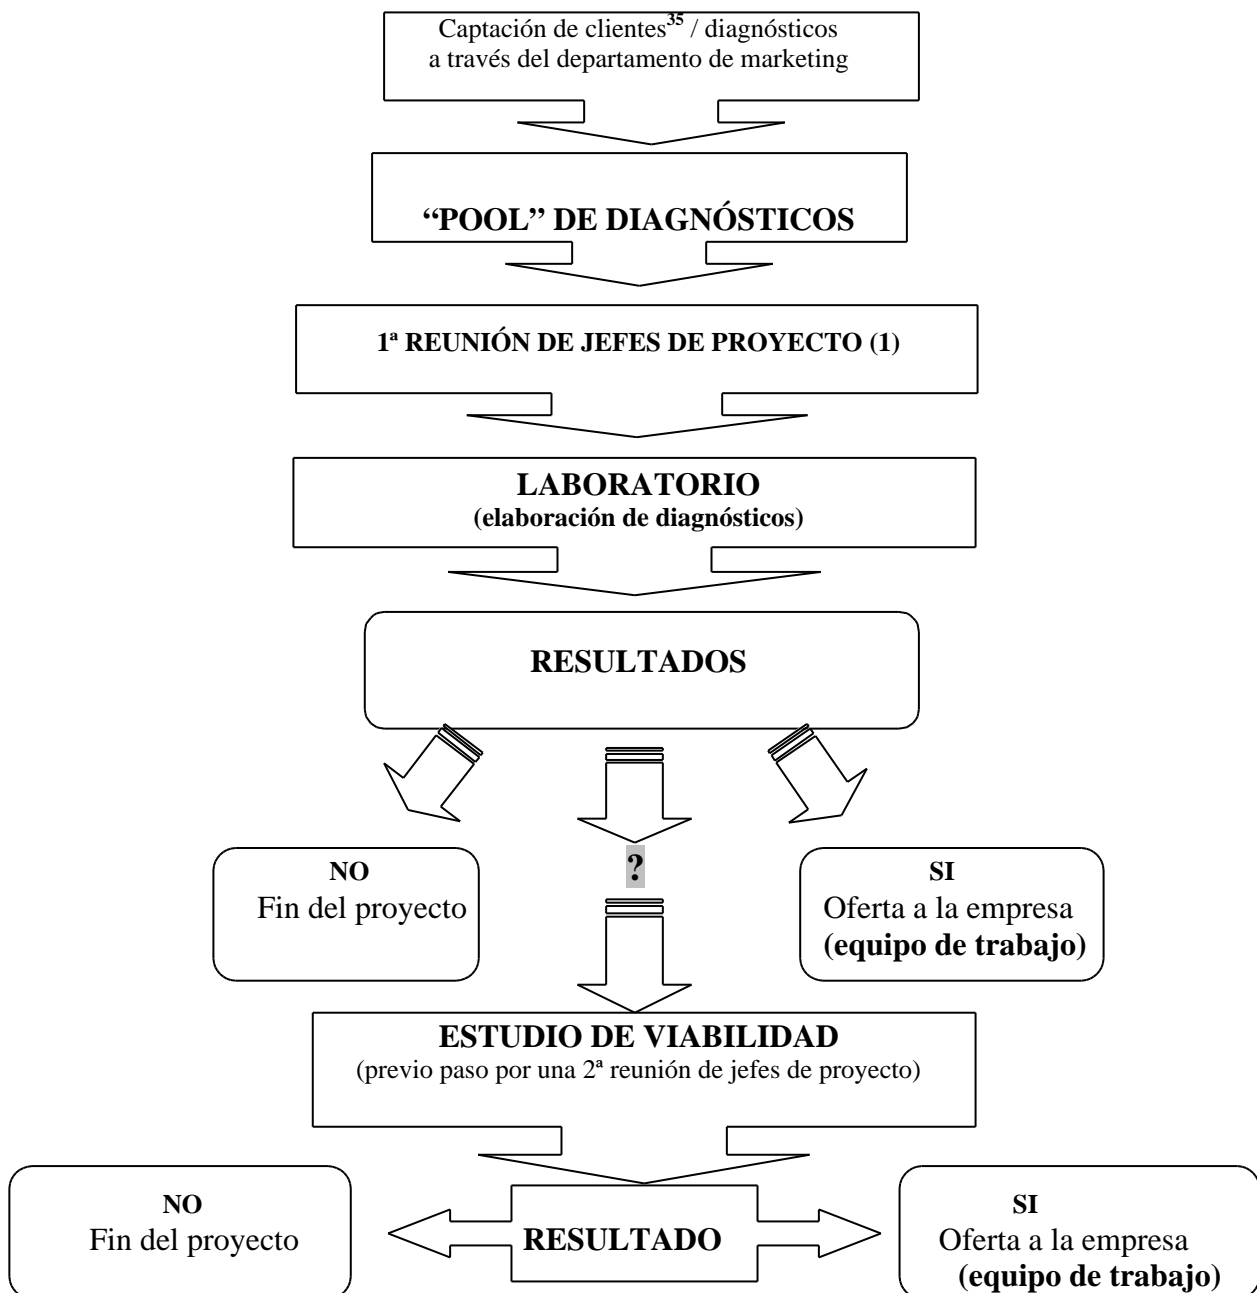 Captación de clientes³⁵ / diagnósticos
a través del departamento de marketing
“POOL” DE DIAGNÓSTICOS
1ª REUNIÓN DE JEFES DE PROYECTO (1)
LABORATORIO
(elaboración de diagnósticos)
RESULTADOS
NO
Fin del proyecto
?
SI
Oferta a la empresa
(equipo de trabajo)
ESTUDIO DE VIABILIDAD
(previo paso por una 2ª reunión de jefes de proyecto)
NO
Fin del proyecto
RESULTADO
SI
Oferta a la empresa
(equipo de trabajo)